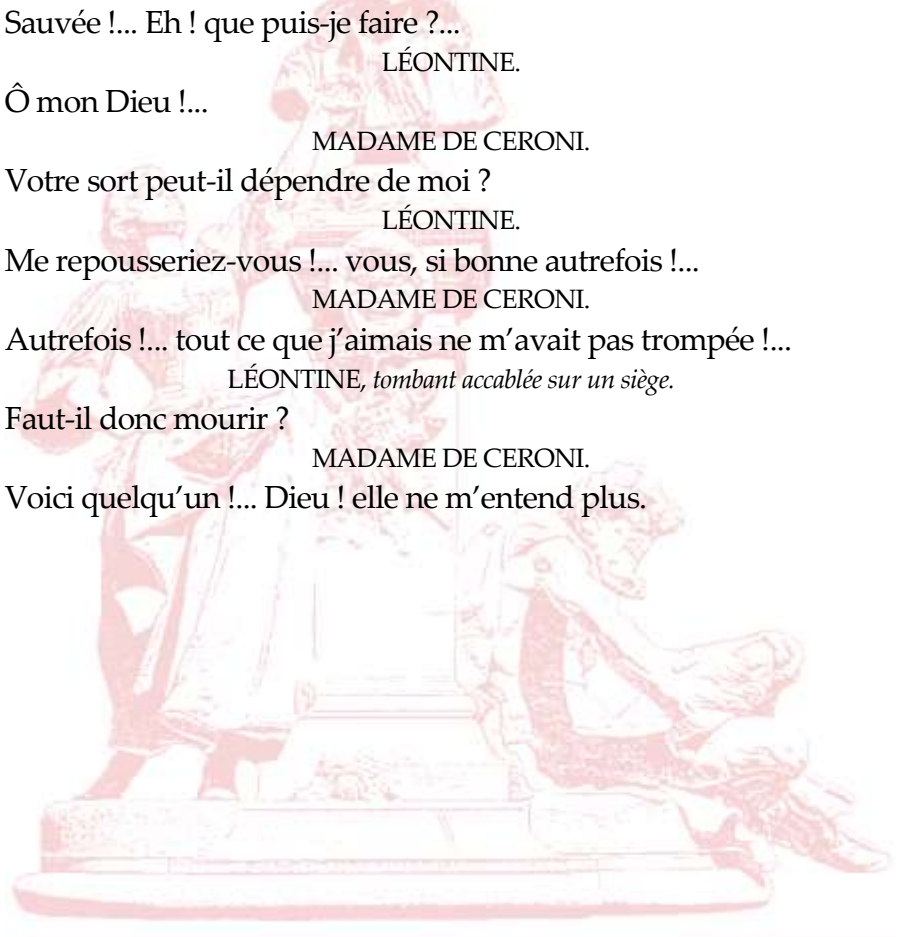 Sauvée !... Eh ! que puis-je faire ?...
LÉONTINE.
Ô mon Dieu !...
MADAME DE CERONI.
Votre sort peut-il dépendre de moi ?
LÉONTINE.
Me repousseriez-vous !... vous, si bonne autrefois !...
MADAME DE CERONI.
Autrefois !... tout ce que j’aimais ne m’avait pas trompée !...
LÉONTINE, tombant accablée sur un siège.
Faut-il donc mourir ?
MADAME DE CERONI.
Voici quelqu’un !... Dieu ! elle ne m’entend plus.